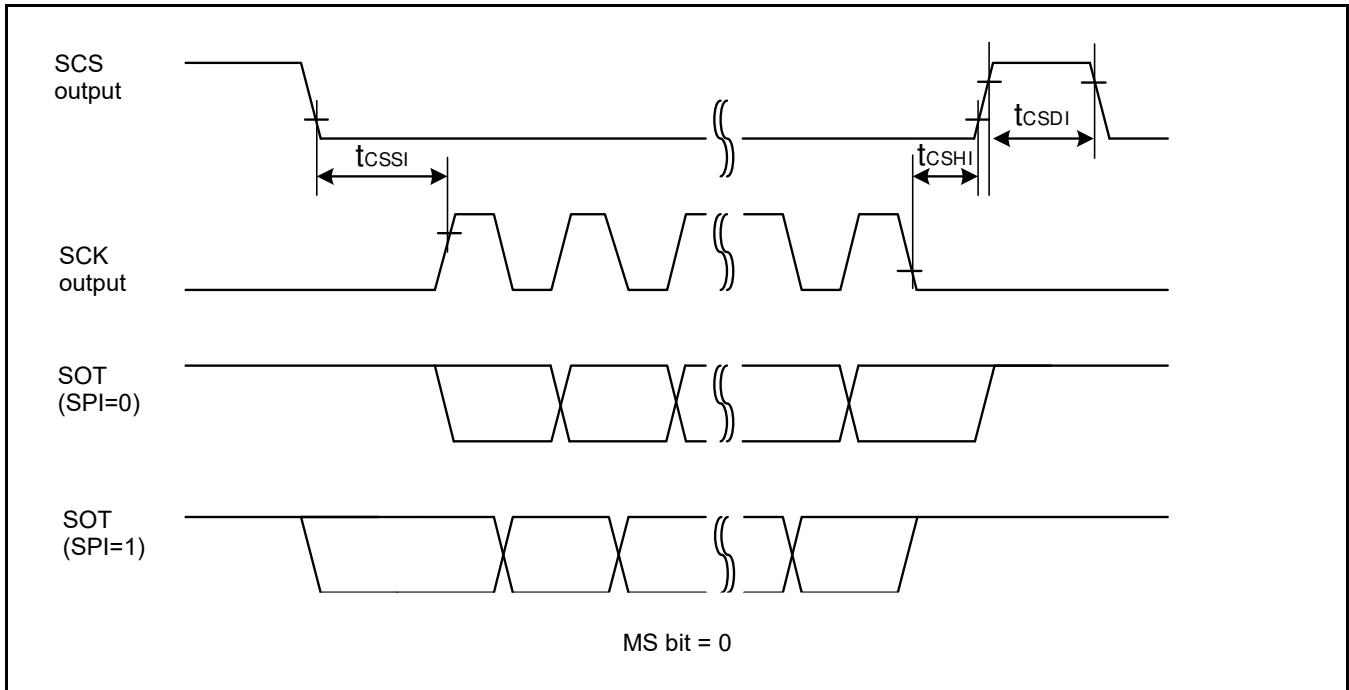 SCS
output
tCSSI
tCSHI
tCSDI
SCK
output
SOT
(SPI=0)
SOT
(SPI=1)
MS bit = 0